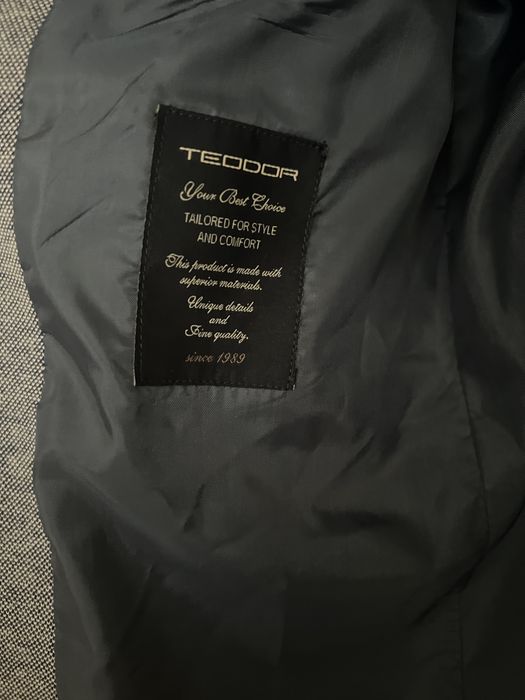 TEODOR
Your Best Choice
TAILORED FOR STYLE
AND COMFORT
This product is made with
superior materials.
Unique details
and
Fine quality.
since 1989